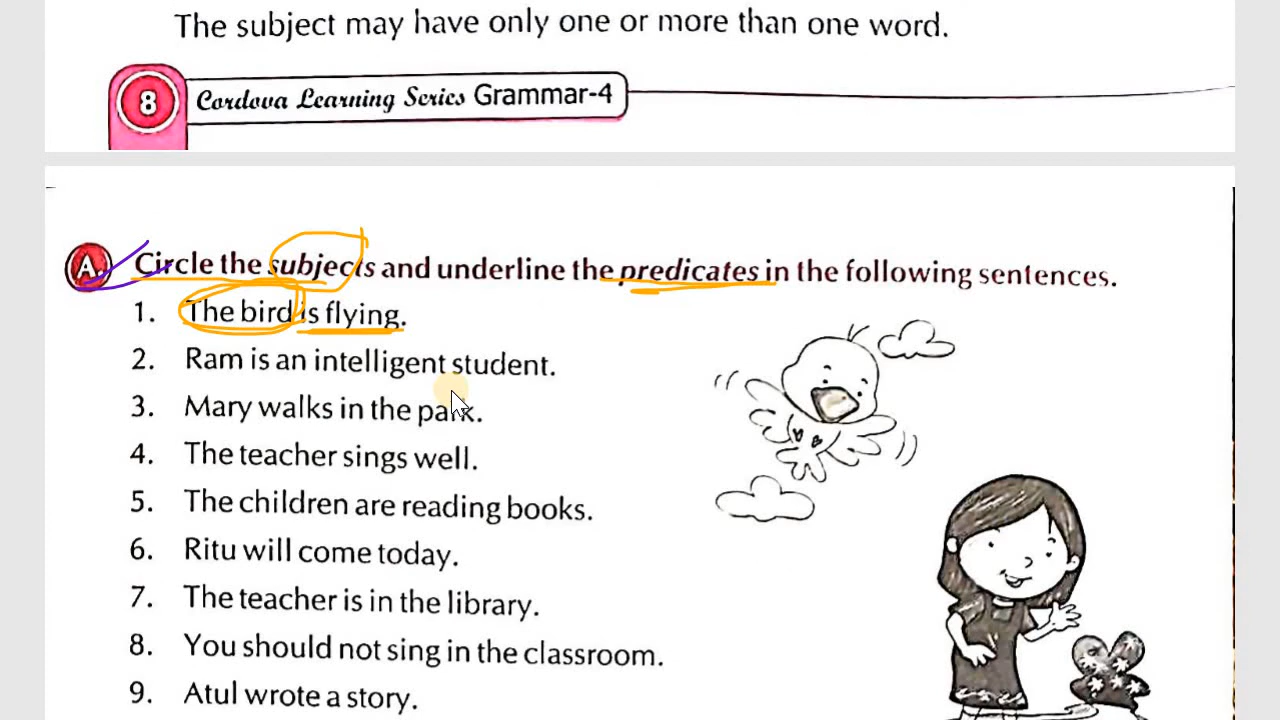 The subject may have only one or more than one word.
8 Cordova Learning Series Grammar-4
A. Circle the subjects and underline the predicates in the following sentences.
1. The bird is flying.
2. Ram is an intelligent student.
3. Mary walks in the park.
4. The teacher sings well.
5. The children are reading books.
6. Ritu will come today.
7. The teacher is in the library.
8. You should not sing in the classroom.
9. Atul wrote a story.